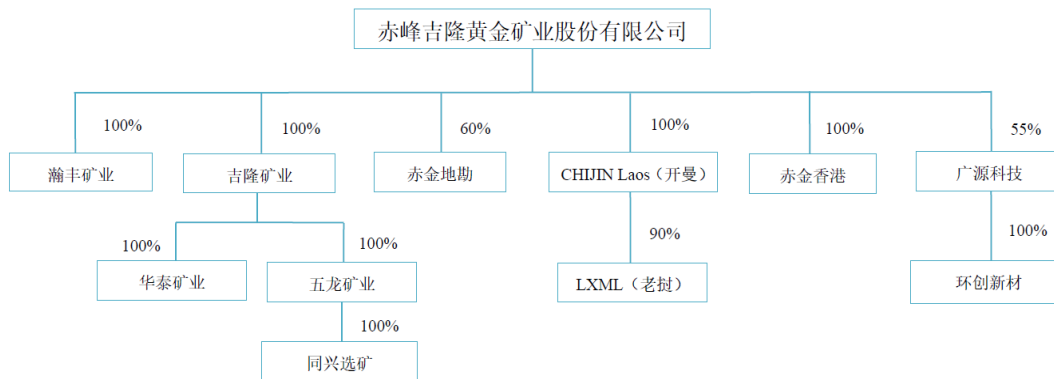 赤峰吉隆黄金矿业股份有限公司
100%
100%
60%
100%
100%
55%
瀚丰矿业
吉隆矿业
赤金地勘
CHIJIN Laos（开曼）
赤金香港
广源科技
100%
100%
90%
100%
华泰矿业
五龙矿业
LXML（老挝）
环创新材
100%
同兴选矿